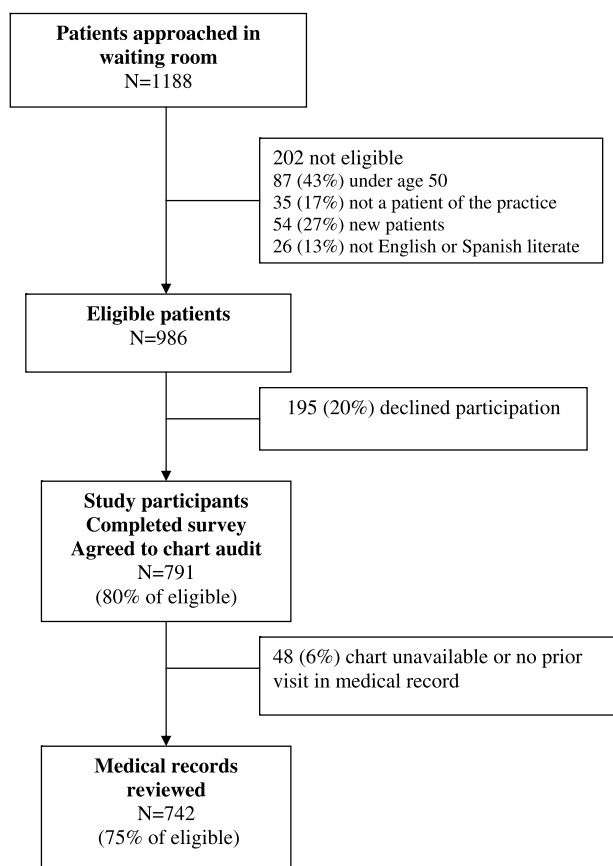 Patients approached in
waiting room
N=1188
202 not eligible
87 (43%) under age 50
35 (17%) not a patient of the practice
54 (27%) new patients
26 (13%) not English or Spanish literate
Eligible patients
N=986
195 (20%) declined participation
Study participants
Completed survey
Agreed to chart audit
N=791
(80% of eligible)
48 (6%) chart unavailable or no prior
visit in medical record
Medical records
reviewed
N=742
(75% of eligible)